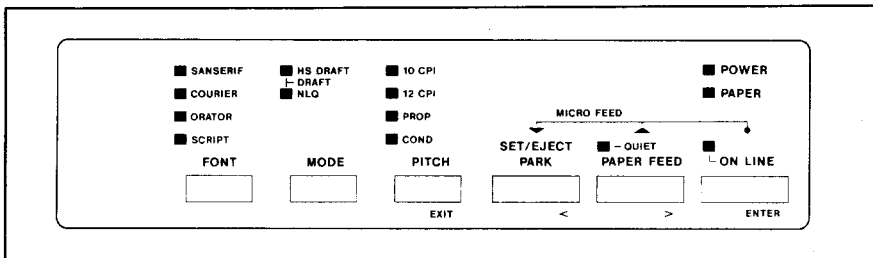 SANSERIF
COURIER
ORATOR
SCRIPT
FONT
HS DRAFT
DRAFT
NLQ
MODE
10 CPI
12 CPI
PROP
COND
PITCH
EXIT
MICRO FEED
SET/EJECT
PARK
<
– QUIET
PAPER FEED
>
POWER
PAPER
ON LINE
ENTER